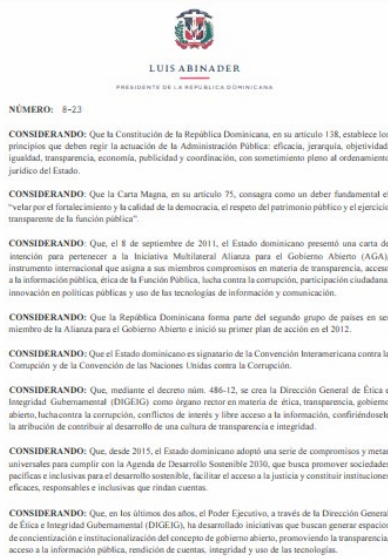 LUIS ABINADER
PRESIDENTE DE LA REPÚBLICA DOMINICANA
NÚMERO: 8-23
CONSIDERANDO: Que la Constitución de la República Dominicana, en su artículo 138, establece los
principios que deben regir la actuación de la Administración Pública: eficacia, jerarquía, objetividad,
igualdad, transparencia, economía, publicidad y coordinación, con sometimiento pleno al ordenamiento
jurídico del Estado.
CONSIDERANDO: Que la Carta Magna, en su artículo 75, consagra como un deber fundamental el
“velar por el fortalecimiento y la calidad de la democracia, el respeto del patrimonio público y el ejercicio
transparente de la función pública”.
CONSIDERANDO: Que, el 8 de septiembre de 2011, el Estado dominicano presentó una carta de
intención para pertenecer a la Iniciativa Multilateral Alianza para el Gobierno Abierto (AGA),
instrumento internacional que asigna a sus miembros compromisos en materia de transparencia, acceso
a la información pública, ética de la Función Pública, lucha contra la corrupción, participación ciudadana,
innovación en políticas públicas y uso de las tecnologías de información y comunicación.
CONSIDERANDO: Que la República Dominicana forma parte del segundo grupo de países en ser
miembro de la Alianza para el Gobierno Abierto e inició su primer plan de acción en el 2012.
CONSIDERANDO: Que el Estado dominicano es signatario de la Convención Interamericana contra la
Corrupción y de la Convención de las Naciones Unidas contra la Corrupción.
CONSIDERANDO: Que, mediante el decreto núm. 486-12, se crea la Dirección General de Ética e
Integridad Gubernamental (DIGEIG) como órgano rector en materia de ética, transparencia, gobierno
abierto, lucha contra la corrupción, conflictos de interés y libre acceso a la información, confiriéndosele
la atribución de contribuir al desarrollo de una cultura de transparencia e integridad.
CONSIDERANDO: Que, desde 2015, el Estado dominicano adoptó una serie de compromisos y metas
universales para cumplir con la Agenda de Desarrollo Sostenible 2030, que busca promover sociedades
pacíficas e inclusivas para el desarrollo sostenible, facilitar el acceso a la justicia y constituir instituciones
eficaces, responsables e inclusivas que rindan cuentas.
CONSIDERANDO: Que, en los últimos dos años, el Poder Ejecutivo, a través de la Dirección General
de Ética e Integridad Gubernamental (DIGEIG), ha desarrollado iniciativas que buscan generar espacios
de concientización e institucionalización del concepto de gobierno abierto, promoviendo la transparencia,
acceso a la información pública, rendición de cuentas, integridad y uso de las tecnologías.